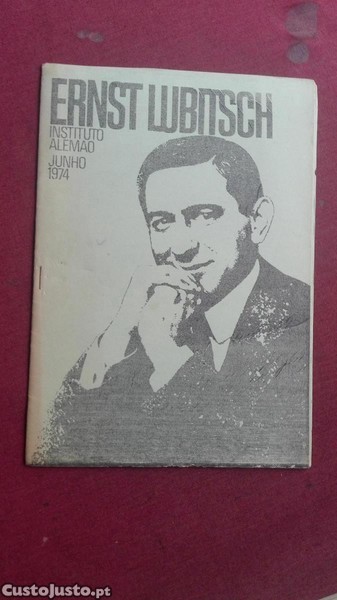 ERNST LUBITSCH
INSTITUTO
ALEMÃO
JUNHO
1974
CustoJusto.pt